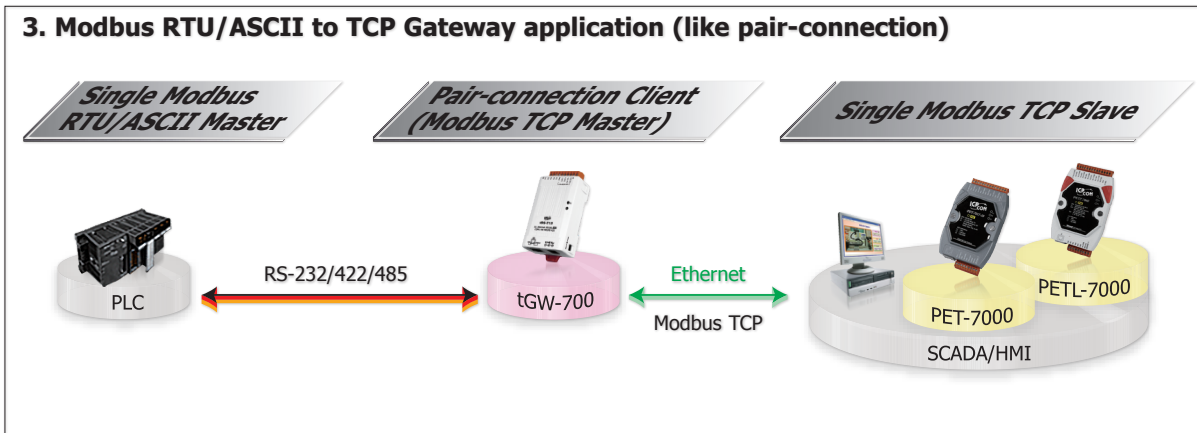 3. Modbus RTU/ASCII to TCP Gateway application (like pair-connection)
Single Modbus
RTU/ASCII Master
Pair-connection Client
(Modbus TCP Master)
Single Modbus TCP Slave
PLC
RS-232/422/485
tGW-700
Ethernet
Modbus TCP
PET-7000
PETL-7000
SCADA/HMI